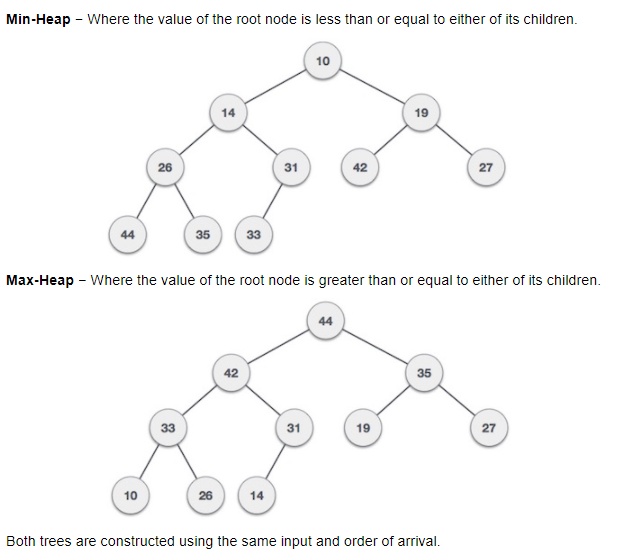 Min-Heap – Where the value of the root node is less than or equal to either of its children.
10
14 19
26 31 42 27
44 35 33
Max-Heap – Where the value of the root node is greater than or equal to either of its children.
44
42 35
33 31 19 27
10 26 14
Both trees are constructed using the same input and order of arrival.